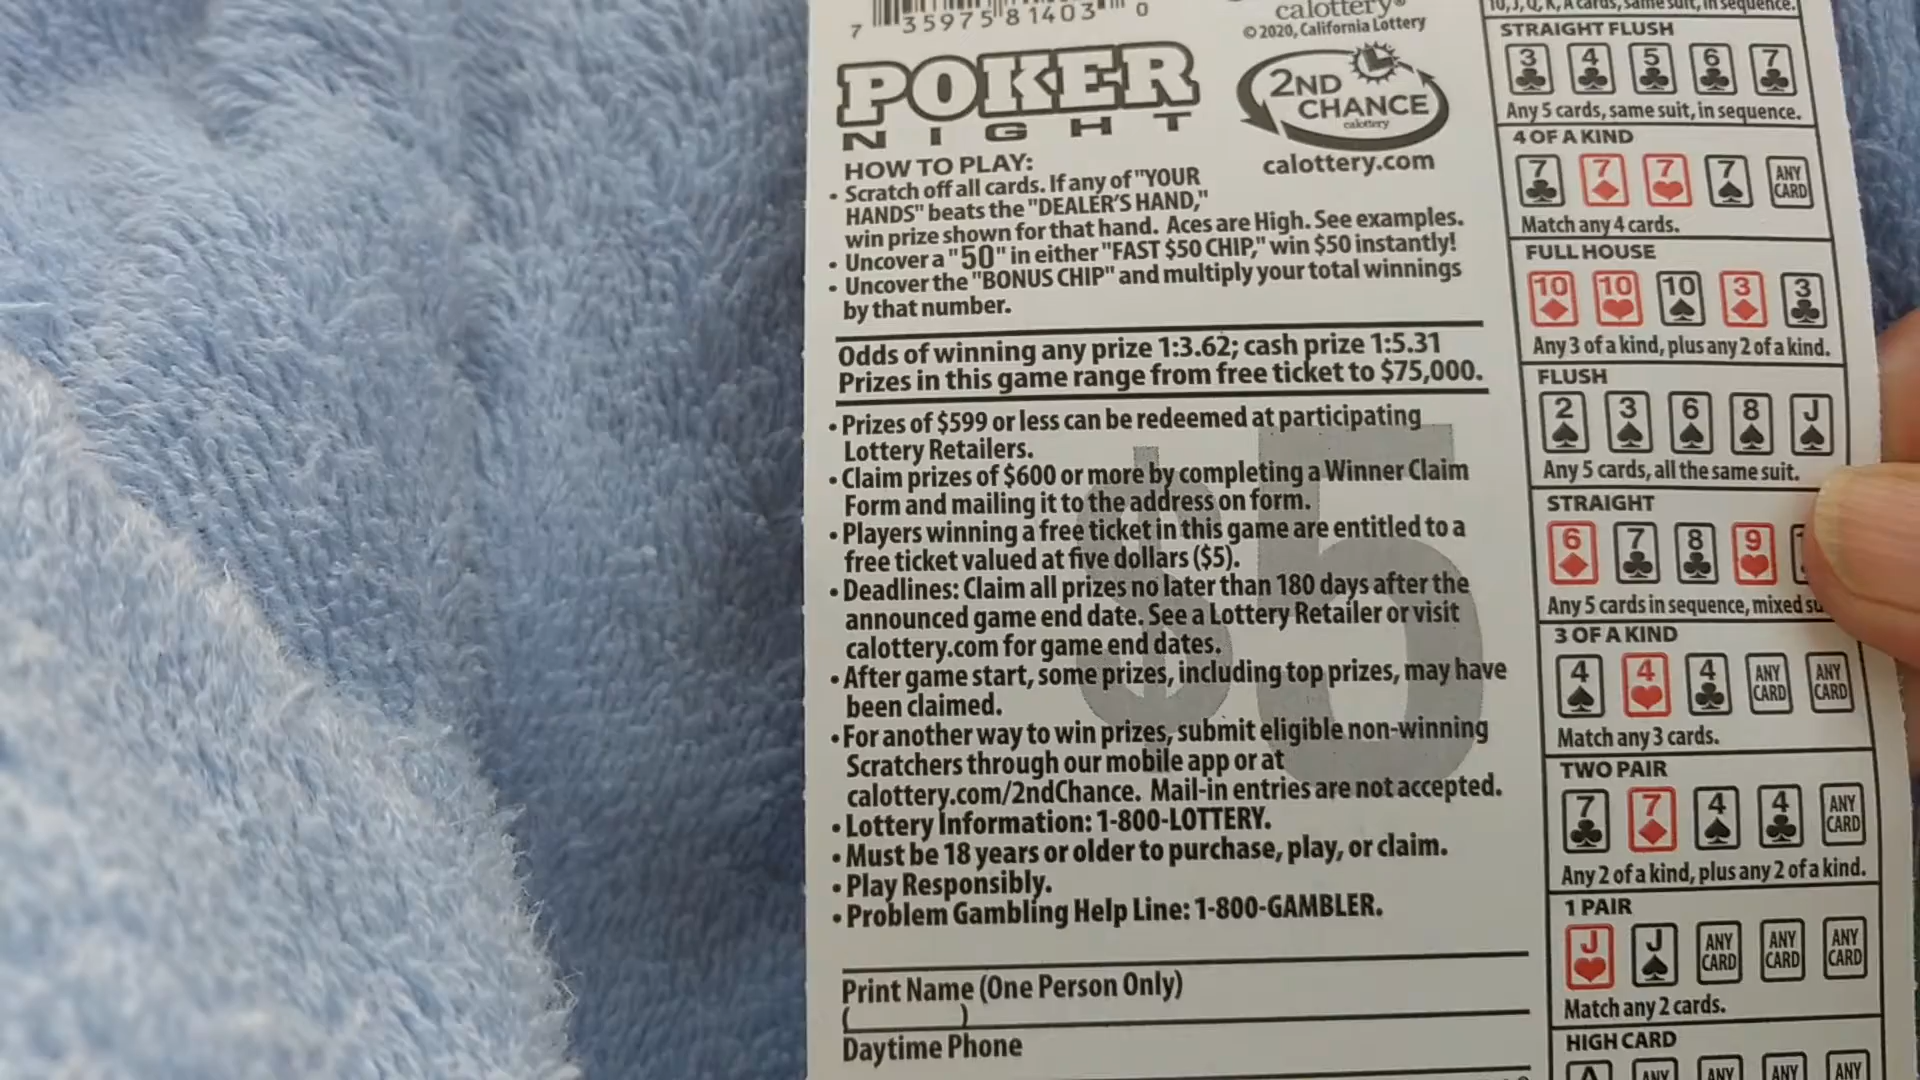 7 35975 81403 0
calottery®
© 2020, California Lottery
POKER
NIGHT
2ND
CHANCE
calottery
calottery.com
HOW TO PLAY:
• Scratch off all cards. If any of "YOUR
HANDS" beats the "DEALER'S HAND,"
win prize shown for that hand. Aces are High. See examples.
• Uncover a "50" in either "FAST $50 CHIP," win $50 instantly!
• Uncover the "BONUS CHIP" and multiply your total winnings
by that number.
Odds of winning any prize 1:3.62; cash prize 1:5.31
Prizes in this game range from free ticket to $75,000.
$5
• Prizes of $599 or less can be redeemed at participating
Lottery Retailers.
• Claim prizes of $600 or more by completing a Winner Claim
Form and mailing it to the address on form.
• Players winning a free ticket in this game are entitled to a
free ticket valued at five dollars ($5).
• Deadlines: Claim all prizes no later than 180 days after the
announced game end date. See a Lottery Retailer or visit
calottery.com for game end dates.
• After game start, some prizes, including top prizes, may have
been claimed.
• For another way to win prizes, submit eligible non-winning
Scratchers through our mobile app or at
calottery.com/2ndChance. Mail-in entries are not accepted.
• Lottery Information: 1-800-LOTTERY.
• Must be 18 years or older to purchase, play, or claim.
• Play Responsibly.
• Problem Gambling Help Line: 1-800-GAMBLER.
Print Name (One Person Only)
( )
Daytime Phone
10, J, Q, K, A cards, same suit, in sequence.
STRAIGHT FLUSH
3 4 5 6 7
Any 5 cards, same suit, in sequence.
4 OF A KIND
7 7 7 7 ANY CARD
Match any 4 cards.
FULL HOUSE
10 10 10 3 3
Any 3 of a kind, plus any 2 of a kind.
FLUSH
2 3 6 8 J
Any 5 cards, all the same suit.
STRAIGHT
6 7 8 9
Any 5 cards in sequence, mixed su
3 OF A KIND
4 4 4 ANY CARD ANY CARD
Match any 3 cards.
TWO PAIR
7 7 4 4 ANY CARD
Any 2 of a kind, plus any 2 of a kind.
1 PAIR
J J ANY CARD ANY CARD ANY CARD
Match any 2 cards.
HIGH CARD
A ANY ANY ANY ANY